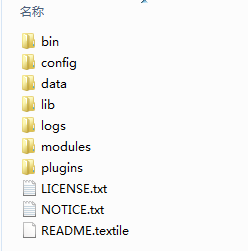 名称
bin
config
data
lib
logs
modules
plugins
LICENSE.txt
NOTICE.txt
README.textile